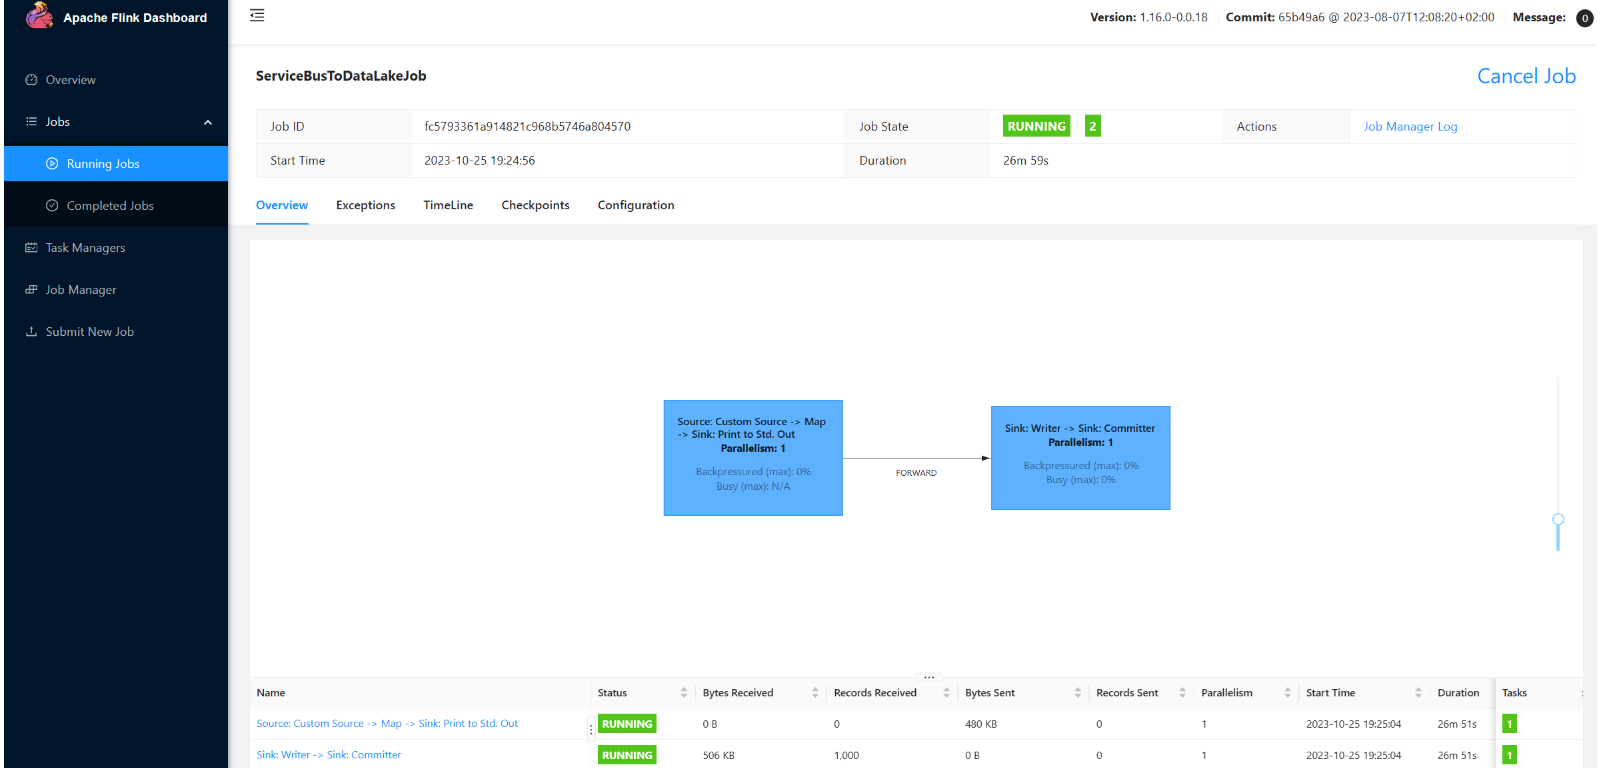 Apache Flink Dashboard
Version: 1.16.0-0.0.18 Commit: 65b49a6 @ 2023-08-07T12:08:20+02:00 Message: 0
Overview
Jobs
Running Jobs
Completed Jobs
Task Managers
Job Manager
Submit New Job
ServiceBusToDataLakeJob
Cancel Job
Job ID fc5793361a914821c968b5746a804570 Job State RUNNING 2 Actions Job Manager Log
Start Time 2023-10-25 19:24:56 Duration 26m 59s
Overview Exceptions TimeLine Checkpoints Configuration
Source: Custom Source -> Map
-> Sink: Print to Std. Out
Parallelism: 1
Backpressured (max): 0%
Busy (max): N/A
FORWARD
Sink: Writer -> Sink: Committer
Parallelism: 1
Backpressured (max): 0%
Busy (max): 0%
Name Status Bytes Received Records Received Bytes Sent Records Sent Parallelism Start Time Duration Tasks
Source: Custom Source -> Map -> Sink: Print to Std. Out RUNNING 0 B 0 480 KB 0 1 2023-10-25 19:25:04 26m 51s 1
Sink: Writer -> Sink: Committer RUNNING 506 KB 1,000 0 B 0 1 2023-10-25 19:25:04 26m 51s 1